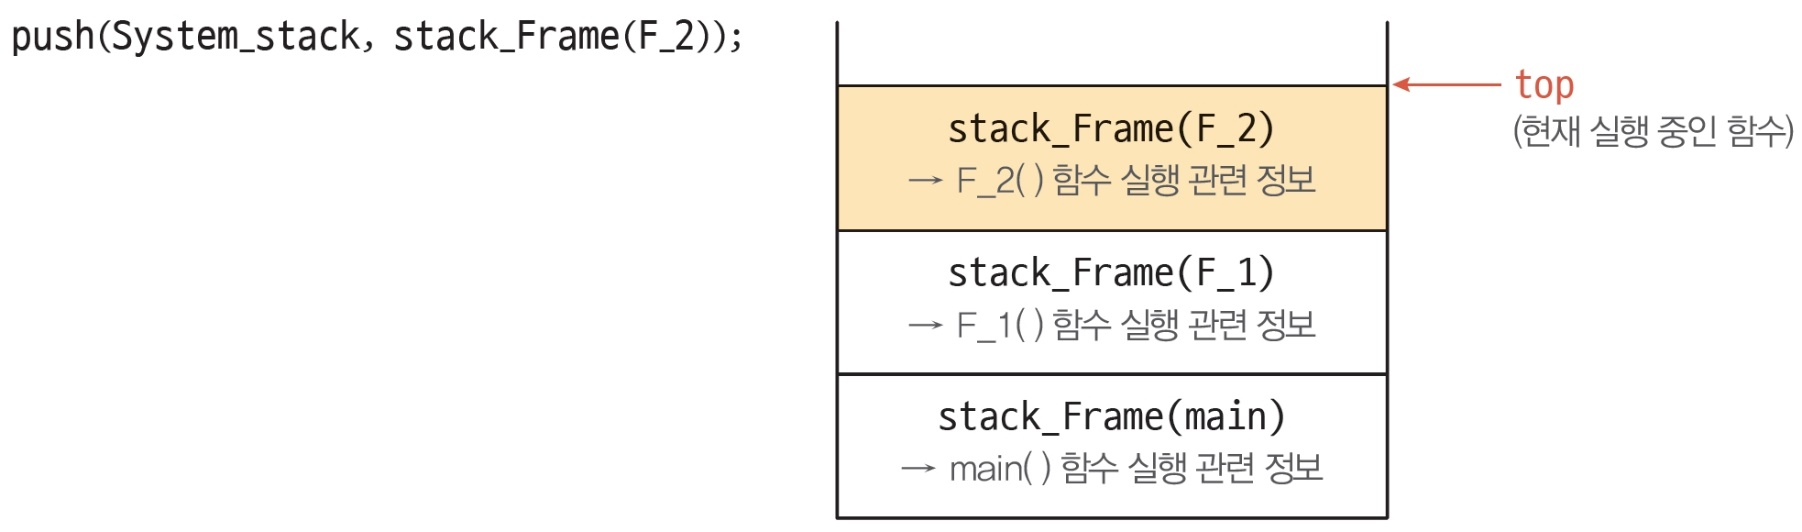 push(System_stack, stack_Frame(F_2));
top
(현재 실행 중인 함수)
stack_Frame(F_2)
→ F_2( ) 함수 실행 관련 정보
stack_Frame(F_1)
→ F_1( ) 함수 실행 관련 정보
stack_Frame(main)
→ main( ) 함수 실행 관련 정보